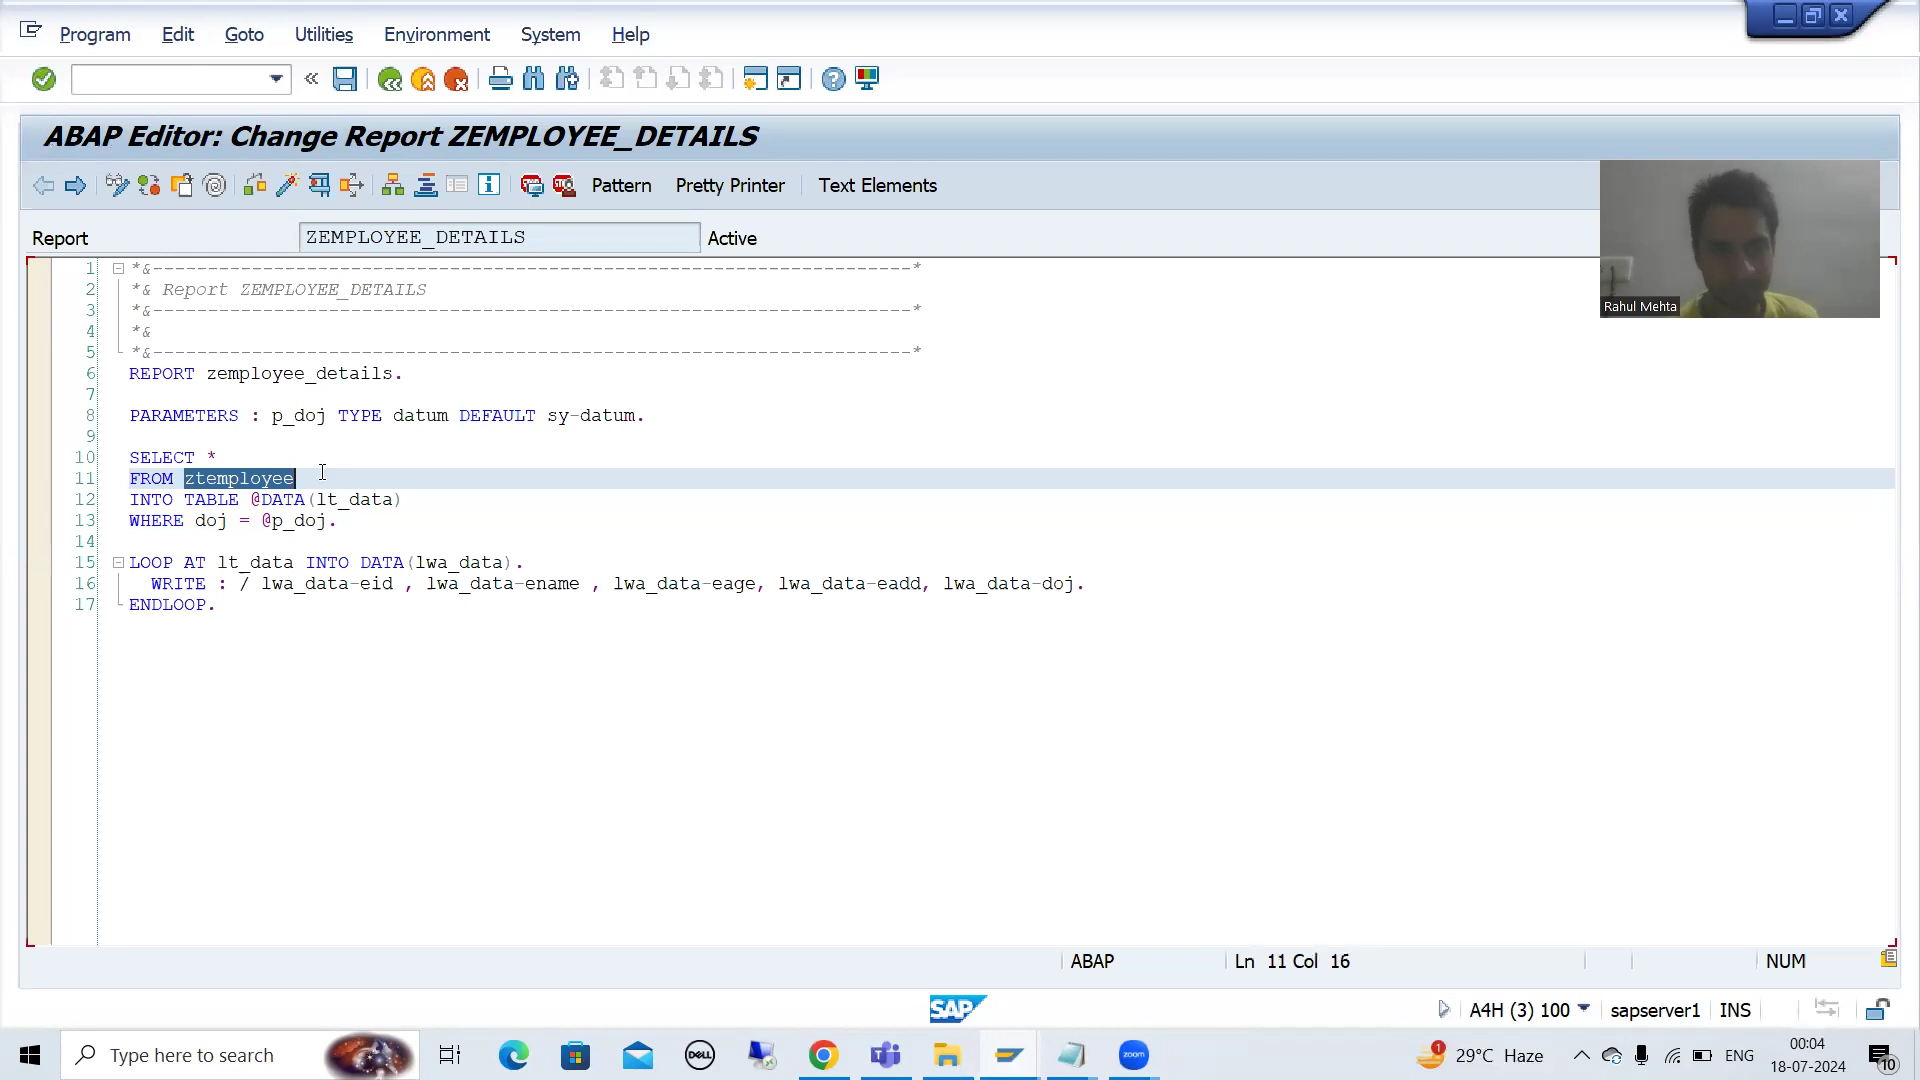 Program Edit Goto Utilities Environment System Help
ABAP Editor: Change Report ZEMPLOYEE_DETAILS
Pattern Pretty Printer Text Elements
Report ZEMPLOYEE_DETAILS Active
Rahul Mehta
1 *&---------------------------------------------------------------------*
2 *& Report ZEMPLOYEE_DETAILS
3 *&---------------------------------------------------------------------*
4 *&
5 *&---------------------------------------------------------------------*
6 REPORT zemployee_details.
7
8 PARAMETERS : p_doj TYPE datum DEFAULT sy-datum.
9
10 SELECT *
11 FROM ztemployee
12 INTO TABLE @DATA(lt_data)
13 WHERE doj = @p_doj.
14
15 LOOP AT lt_data INTO DATA(lwa_data).
16 WRITE : / lwa_data-eid , lwa_data-ename , lwa_data-eage, lwa_data-eadd, lwa_data-doj.
17 ENDLOOP.
ABAP Ln 11 Col 16 NUM
SAP A4H (3) 100 sapserver1 INS
Type here to search DELL zoom 1 29°C Haze ENG 00:04 18-07-2024 10